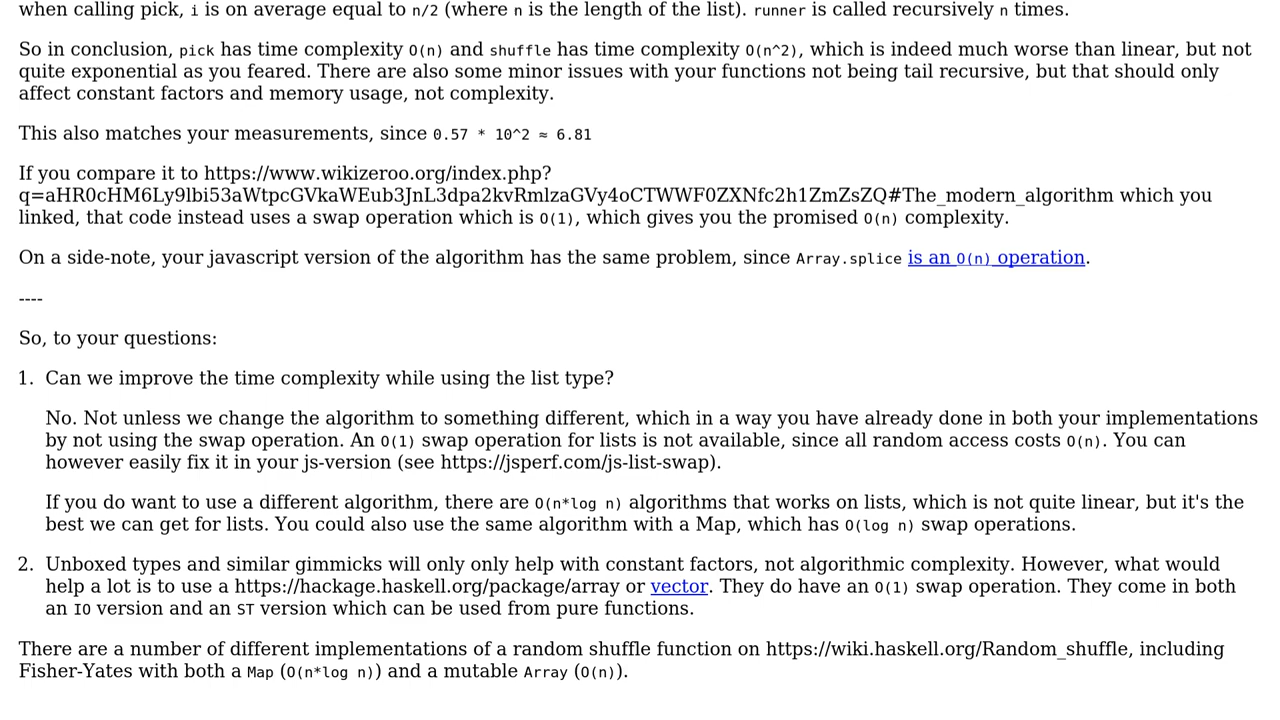 when calling pick, i is on average equal to n/2 (where n is the length of the list). runner is called recursively n times.
So in conclusion, pick has time complexity O(n) and shuffle has time complexity O(n^2), which is indeed much worse than linear, but not
quite exponential as you feared. There are also some minor issues with your functions not being tail recursive, but that should only
affect constant factors and memory usage, not complexity.
This also matches your measurements, since 0.57 * 10^2 ≈ 6.81
If you compare it to https://www.wikizeroo.org/index.php?
q=aHR0cHM6Ly9lbi53aWtpcGVkaWEub3JnL3dpa2kvRmlzaGVy4oCTWWF0ZXNfc2h1ZmZsZQ#The_modern_algorithm which you
linked, that code instead uses a swap operation which is O(1), which gives you the promised O(n) complexity.
On a side-note, your javascript version of the algorithm has the same problem, since Array.splice is an O(n) operation.
----
So, to your questions:
1. Can we improve the time complexity while using the list type?
No. Not unless we change the algorithm to something different, which in a way you have already done in both your implementations
by not using the swap operation. An O(1) swap operation for lists is not available, since all random access costs O(n). You can
however easily fix it in your js-version (see https://jsperf.com/js-list-swap).
If you do want to use a different algorithm, there are O(n*log n) algorithms that works on lists, which is not quite linear, but it's the
best we can get for lists. You could also use the same algorithm with a Map, which has O(log n) swap operations.
2. Unboxed types and similar gimmicks will only only help with constant factors, not algorithmic complexity. However, what would
help a lot is to use a https://hackage.haskell.org/package/array or vector. They do have an O(1) swap operation. They come in both
an IO version and an ST version which can be used from pure functions.
There are a number of different implementations of a random shuffle function on https://wiki.haskell.org/Random_shuffle, including
Fisher-Yates with both a Map (O(n*log n)) and a mutable Array (O(n)).